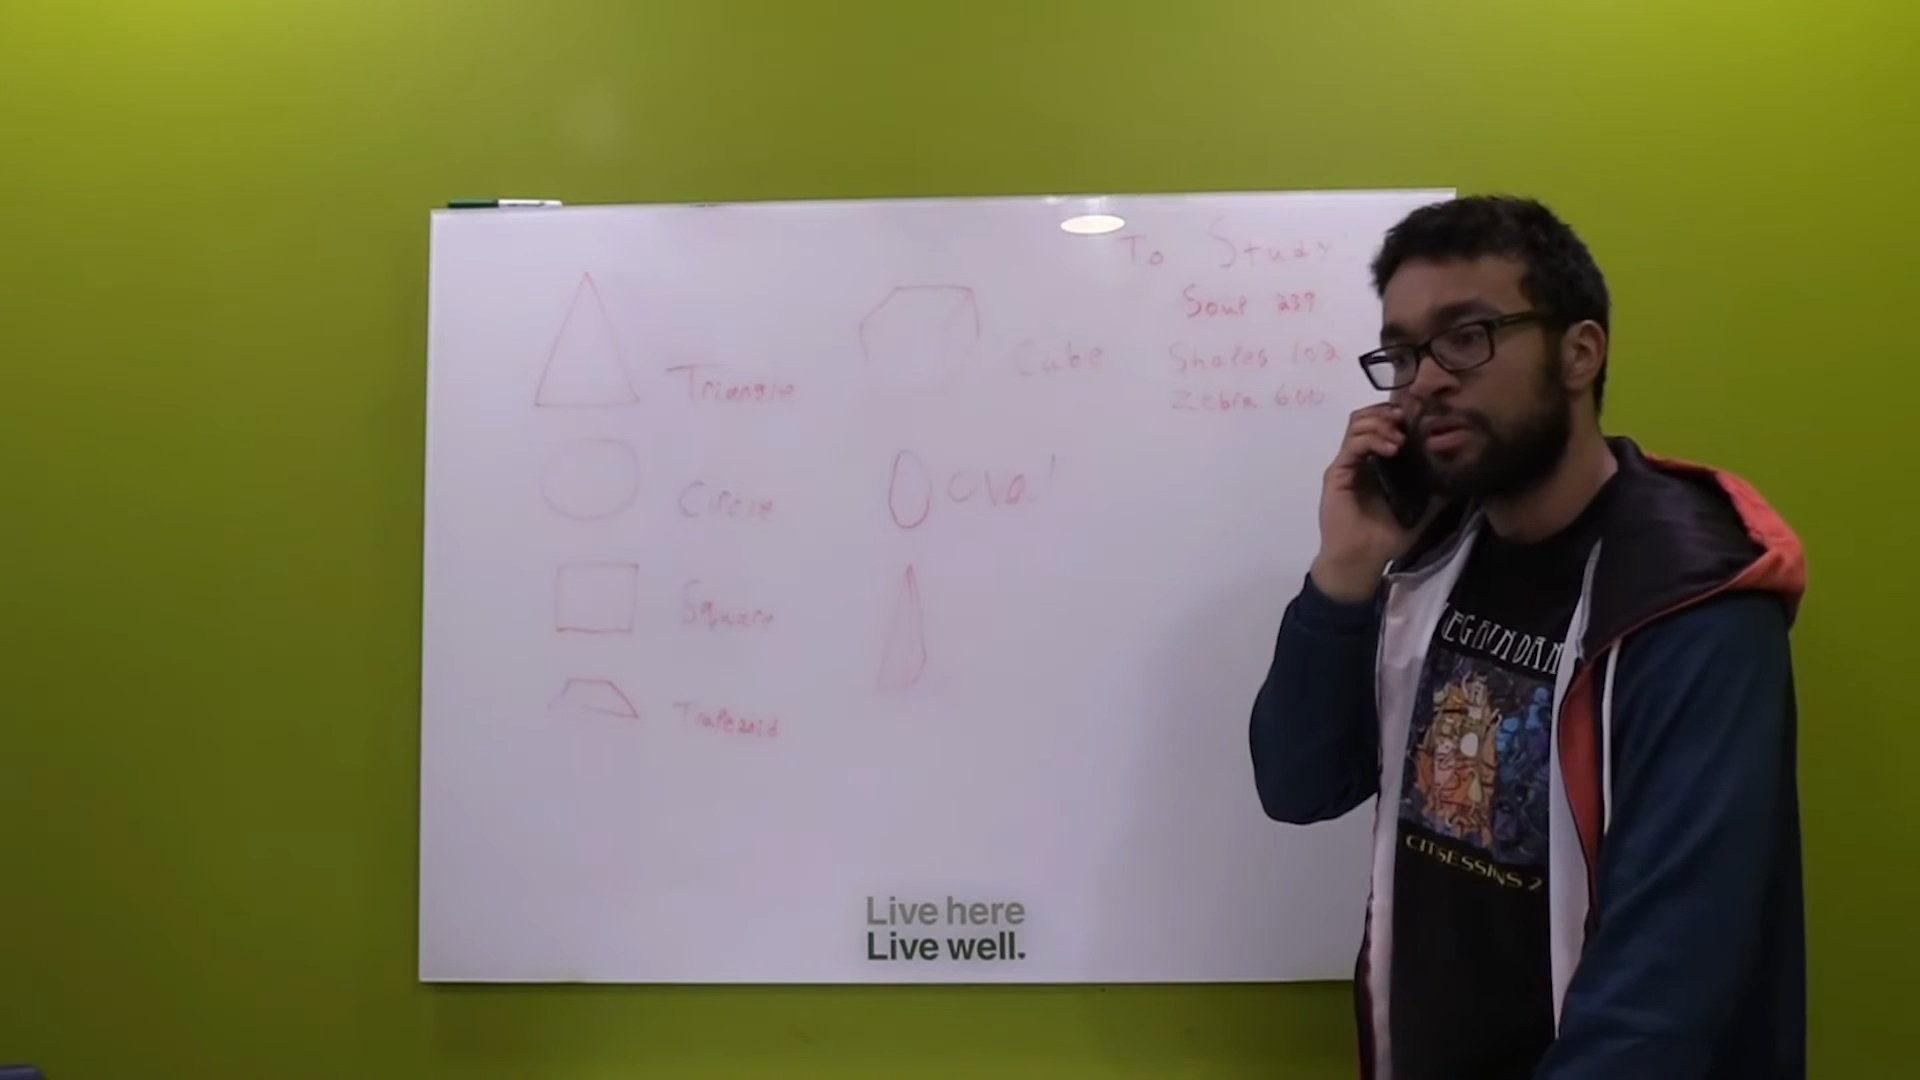 To Study:
Soup 237
Shapes 102
Zebra 600
Triangle
Cube
Circle
Oval
Square
Trapezoid
Live here
Live well.
CITSESSIONS 2